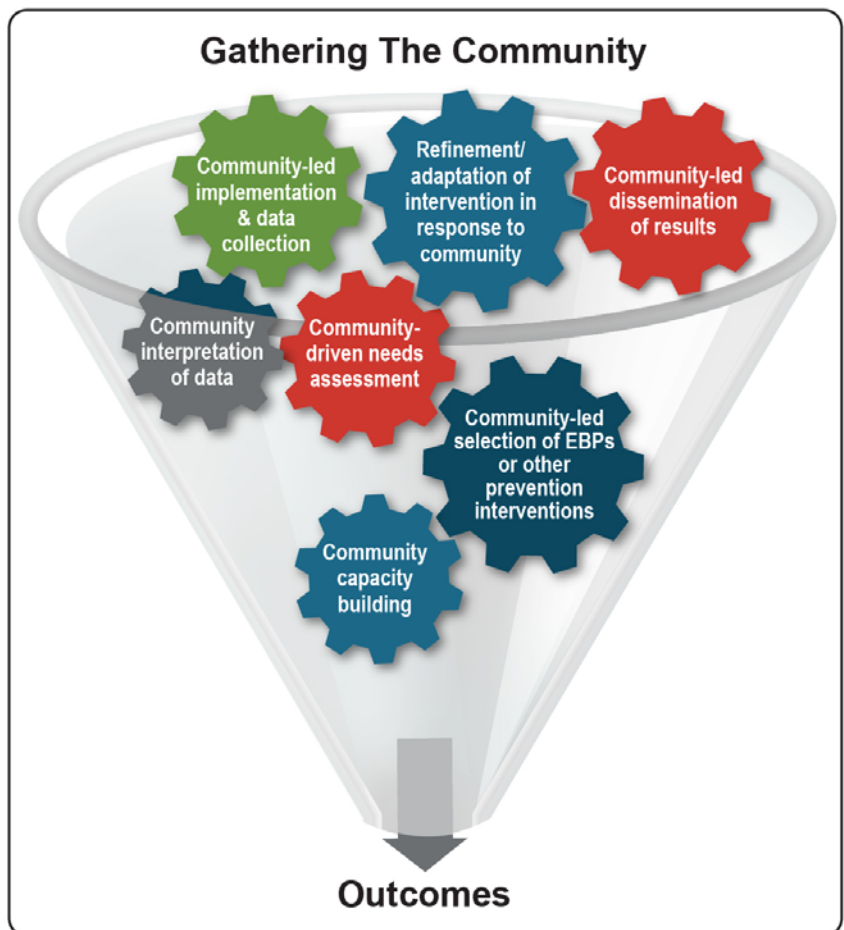 Gathering The Community
Community-led
implementation
& data
collection
Refinement/
adaptation of
intervention in
response to
community
Community-led
dissemination
of results
Community
interpretation
of data
Community-
driven needs
assessment
Community-led
selection of EBPs
or other
prevention
interventions
Community
capacity
building
Outcomes